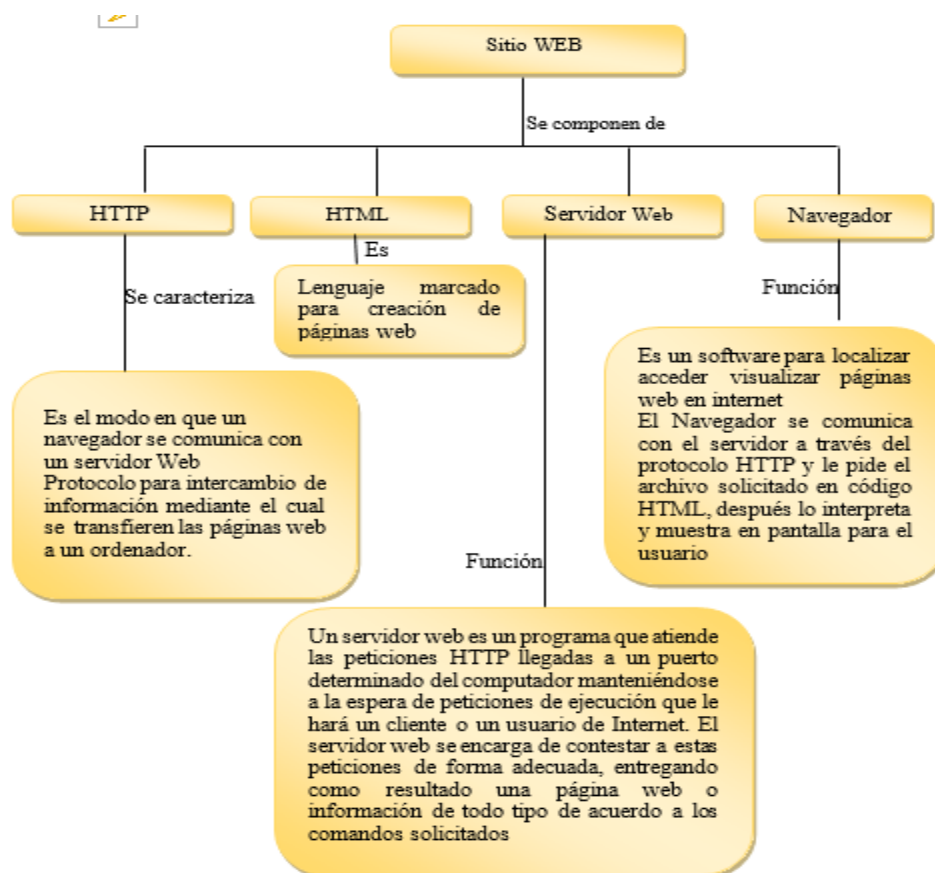 Sitio WEB
Se componen de
HTTP
HTML
Servidor Web
Navegador
Se caracteriza
Es
Función
Lenguaje marcado
para creación de
páginas web
Es el modo en que un
navegador se comunica con
un servidor Web
Protocolo para intercambio de
información mediante el cual
se transfieren las páginas web
a un ordenador.
Es un software para localizar
acceder visualizar páginas
web en internet
El Navegador se comunica
con el servidor a través del
protocolo HTTP y le pide el
archivo solicitado en código
HTML, después lo interpreta
y muestra en pantalla para el
usuario
Función
Un servidor web es un programa que atiende
las peticiones HTTP llegadas a un puerto
determinado del computador manteniéndose
a la espera de peticiones de ejecución que le
hará un cliente o un usuario de Internet. El
servidor web se encarga de contestar a estas
peticiones de forma adecuada, entregando
como resultado una página web o
información de todo tipo de acuerdo a los
comandos solicitados